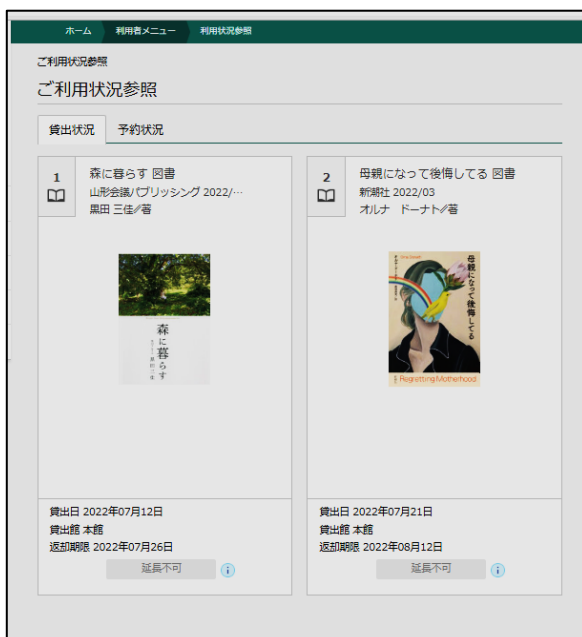 ホーム 利用者メニュー 利用状況参照
ご利用状況参照
ご利用状況参照
貸出状況 予約状況
1
森に暮らす 図書
山形会議パブリッシング 2022/…
黒田 三佳∥著
森に暮らす
黒田三佳
貸出日 2022年07月12日
貸出館 本館
返却期限 2022年07月26日
延長不可
2
母親になって後悔してる 図書
新潮社 2022/03
オルナ ドーナト∥著
母親になって後悔してる
Regretting Motherhood
貸出日 2022年07月21日
貸出館 本館
返却期限 2022年08月12日
延長不可